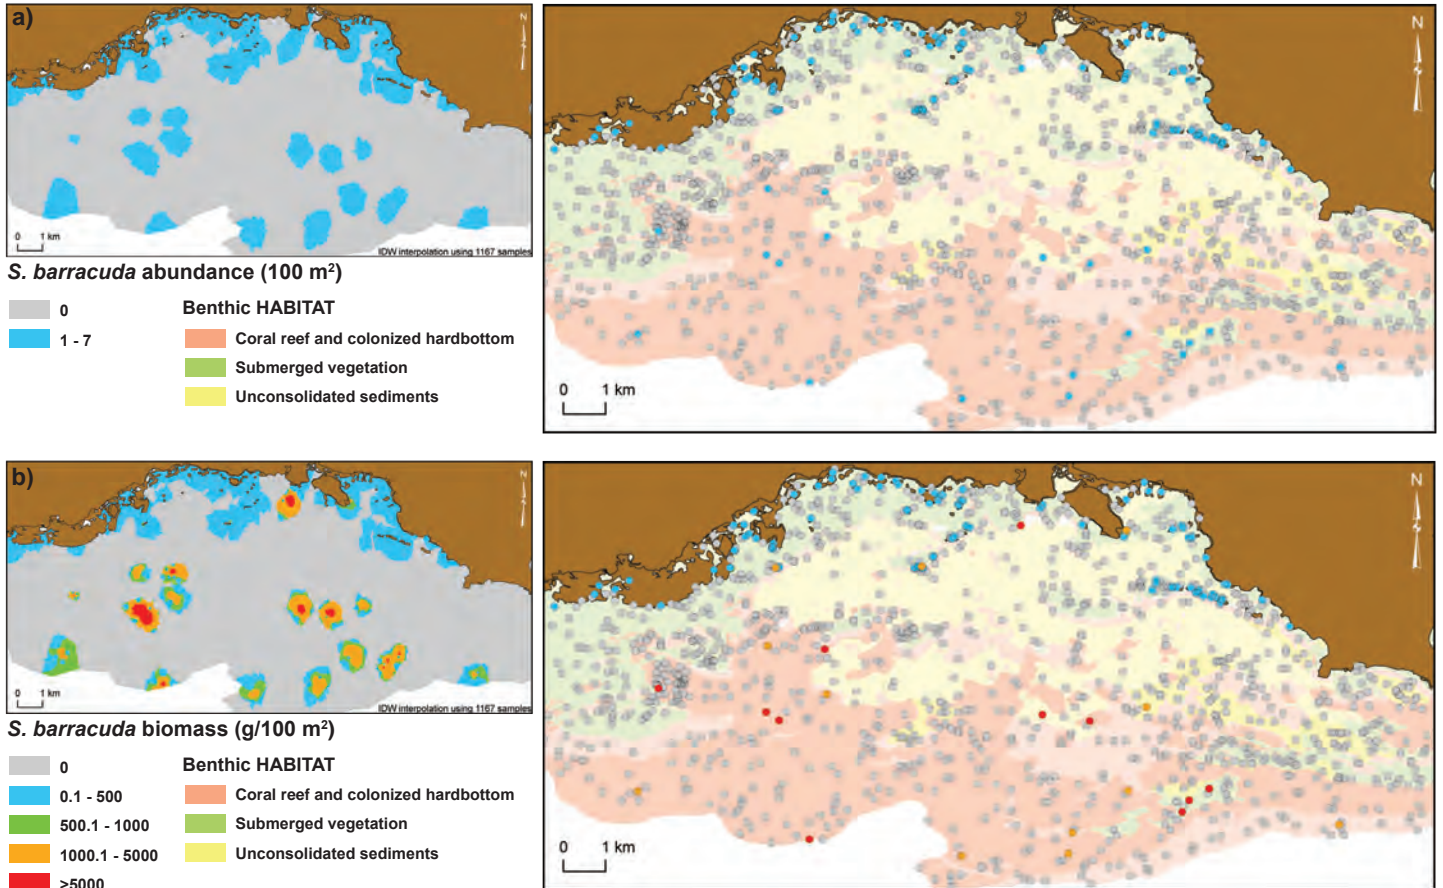 a)
N
0 1 km
IDW interpolation using 1167 samples
S. barracuda abundance (100 m²)
0
1 - 7
Benthic HABITAT
Coral reef and colonized hardbottom
Submerged vegetation
Unconsolidated sediments
N
0 1 km
b)
N
0 1 km
IDW interpolation using 1167 samples
S. barracuda biomass (g/100 m²)
0
0.1 - 500
500.1 - 1000
1000.1 - 5000
>5000
Benthic HABITAT
Coral reef and colonized hardbottom
Submerged vegetation
Unconsolidated sediments
N
0 1 km